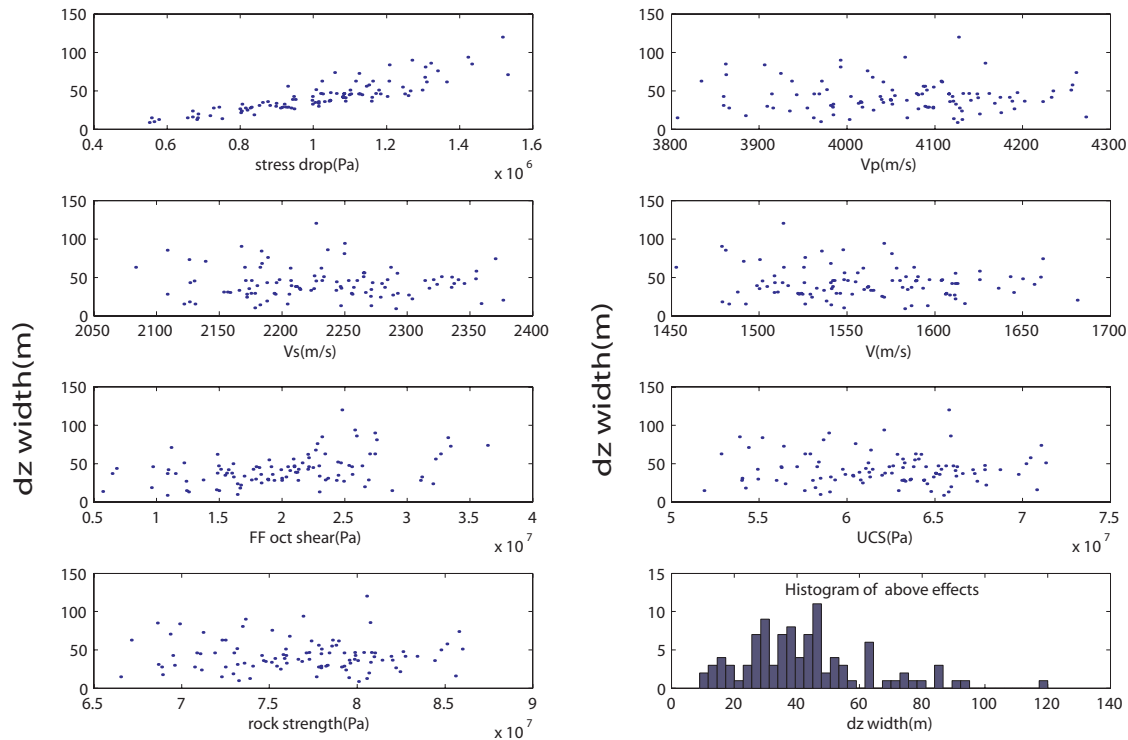 150
100
50
0
0.4 0.6 0.8 1 1.2 1.4 1.6
stress drop(Pa)
x 10^6
150
100
50
0
3800 3900 4000 4100 4200 4300
Vp(m/s)
150
100
50
0
2050 2100 2150 2200 2250 2300 2350 2400
Vs(m/s)
150
100
50
0
1450 1500 1550 1600 1650 1700
V(m/s)
dz width(m)
dz width(m)
150
100
50
0
0.5 1 1.5 2 2.5 3 3.5 4
FF oct shear(Pa)
x 10^7
150
100
50
0
5 5.5 6 6.5 7 7.5
UCS(Pa)
x 10^7
150
100
50
0
6.5 7 7.5 8 8.5 9
rock strength(Pa)
x 10^7
Histogram of above effects
15
10
5
0
0 20 40 60 80 100 120 140
dz width(m)